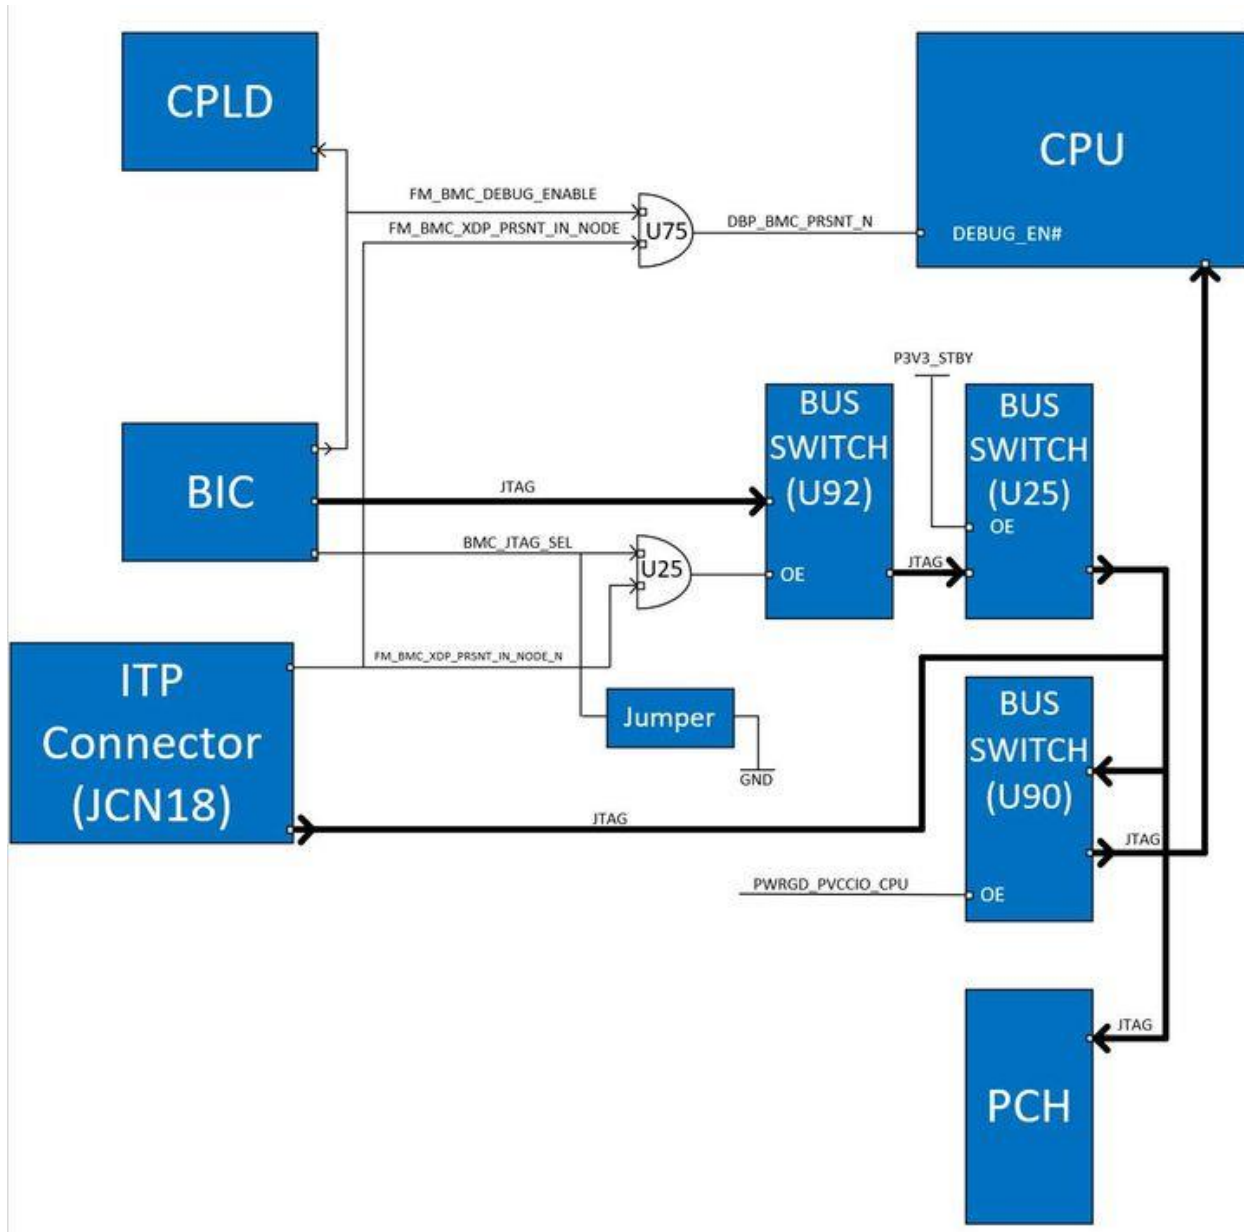 CPLD
CPU
FM_BMC_DEBUG_ENABLE
FM_BMC_XDP_PRSNT_IN_NODE
U75
DBP_BMC_PRSNT_N
DEBUG_EN#
P3V3_STBY
BIC
JTAG
BUS
SWITCH
(U92)
OE
BUS
SWITCH
(U25)
OE
BMC_JTAG_SEL
U25
JTAG
FM_BMC_XDP_PRSNT_IN_NODE_N
ITP
Connector
(JCN18)
Jumper
GND
JTAG
BUS
SWITCH
(U90)
JTAG
PWRGD_PVCCIO_CPU
OE
JTAG
PCH